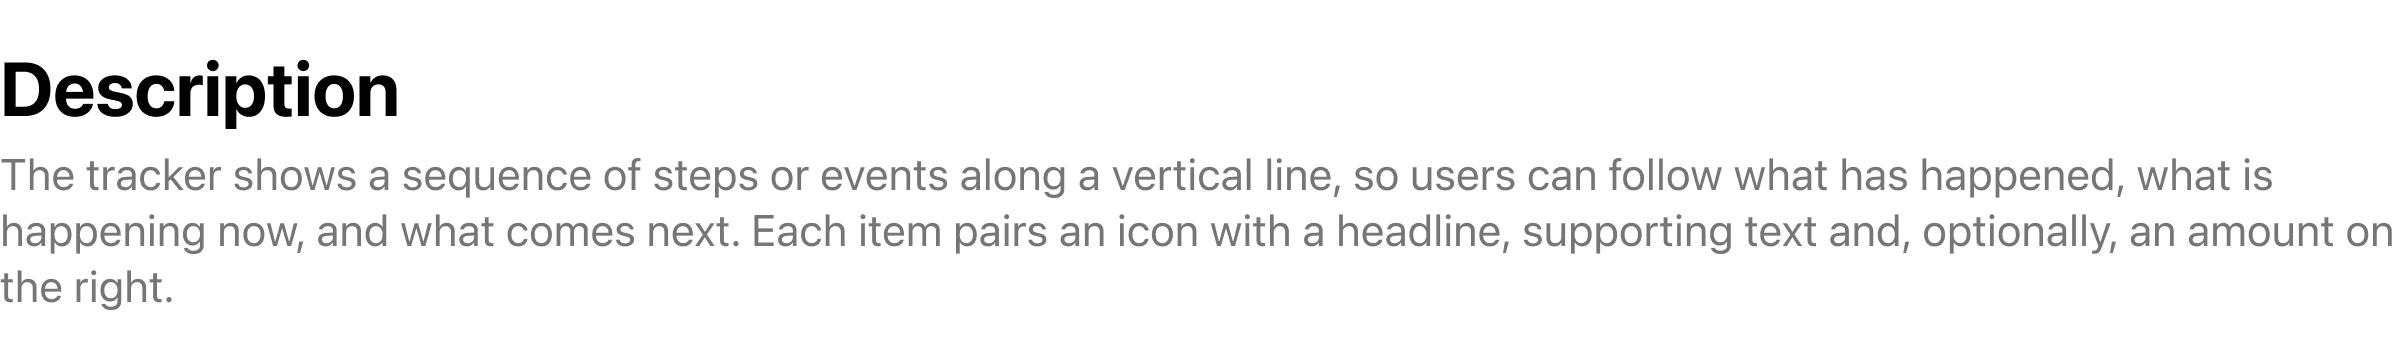 Description
The tracker shows a sequence of steps or events along a vertical line, so users can follow what has happened, what is
happening now, and what comes next. Each item pairs an icon with a headline, supporting text and, optionally, an amount on
the right.